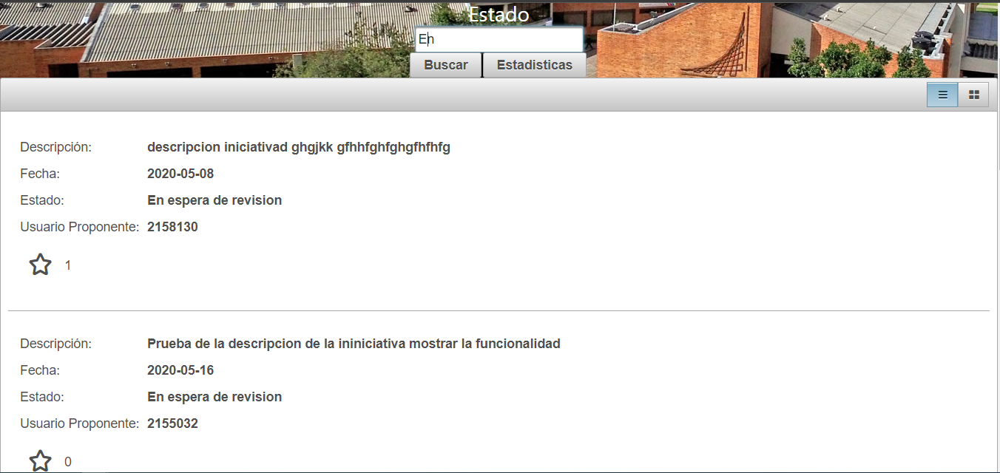 Estado
Eh
Buscar Estadisticas
Descripción: descripcion iniciativad ghgjkk gfhhfghfghgfhfhfg
Fecha: 2020-05-08
Estado: En espera de revision
Usuario Proponente: 2158130
1
Descripción: Prueba de la descripcion de la ininiciativa mostrar la funcionalidad
Fecha: 2020-05-16
Estado: En espera de revision
Usuario Proponente: 2155032
0